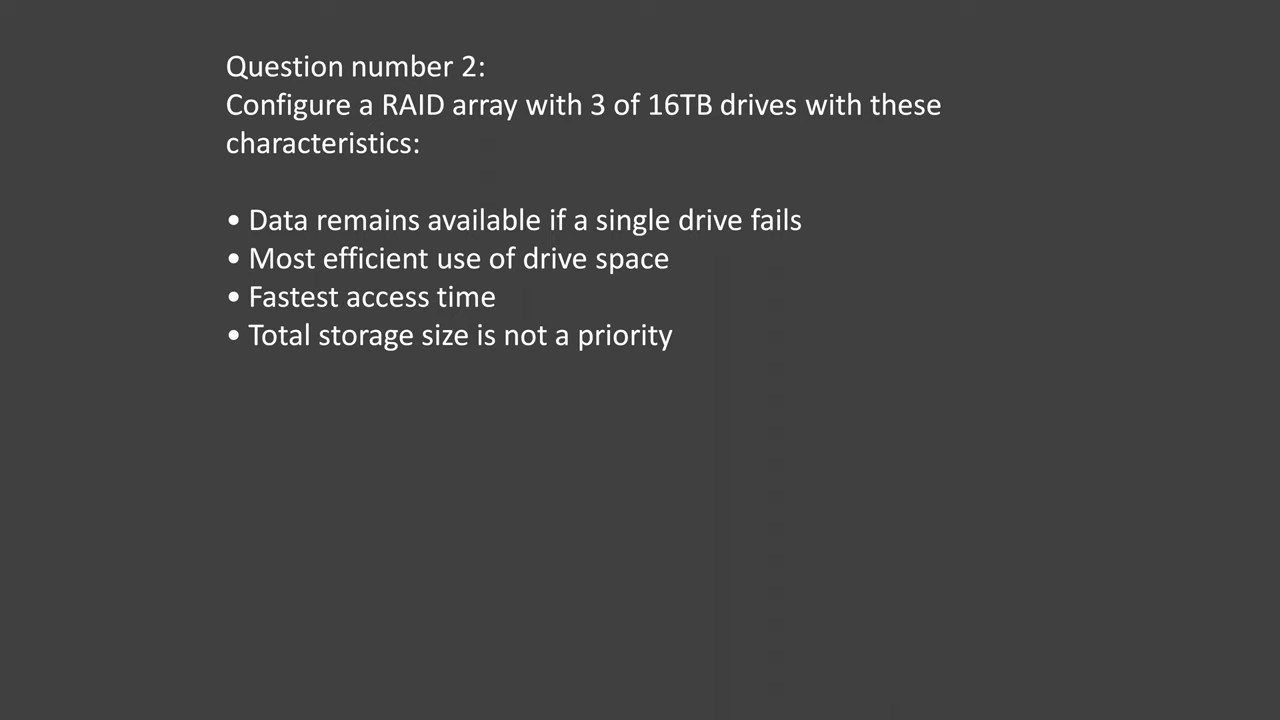 Question number 2:
Configure a RAID array with 3 of 16TB drives with these
characteristics:
• Data remains available if a single drive fails
• Most efficient use of drive space
• Fastest access time
• Total storage size is not a priority